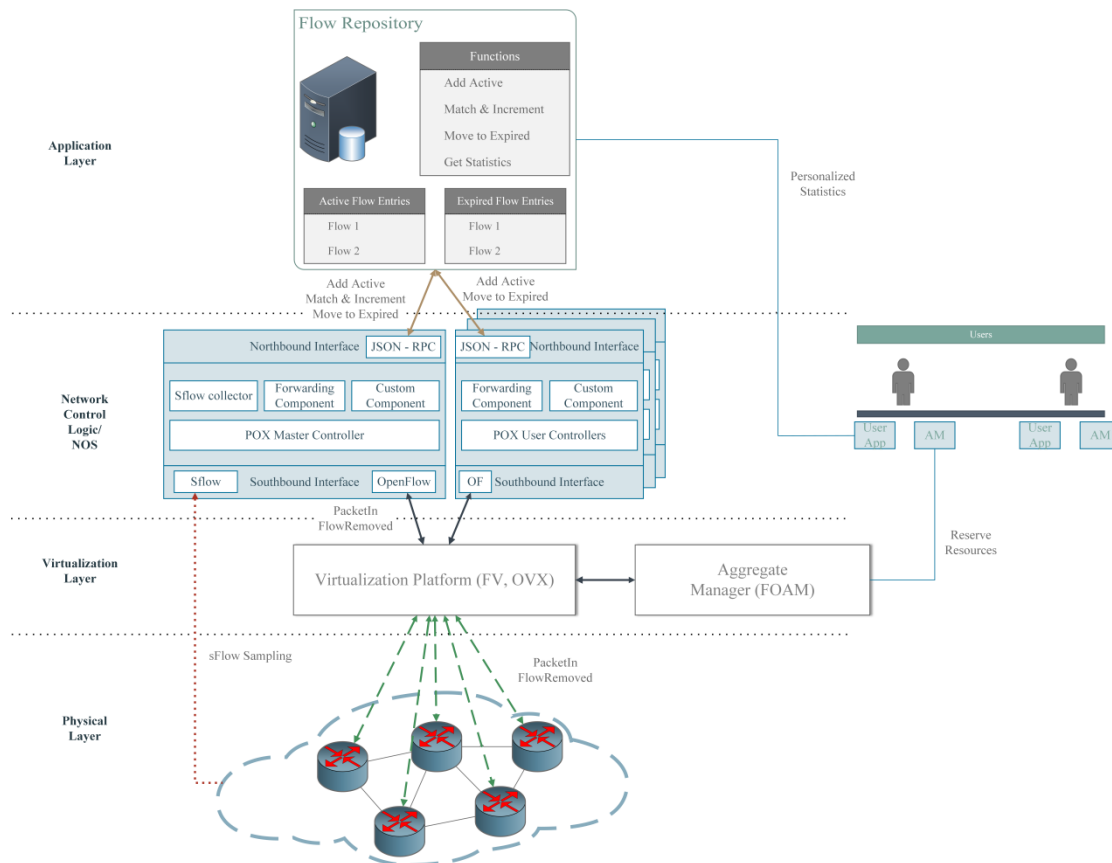 Flow Repository
Functions
Add Active
Match & Increment
Move to Expired
Get Statistics
Application
Layer
Personalized
Statistics
Active Flow Entries
Flow 1
Flow 2
Expired Flow Entries
Flow 1
Flow 2
Add Active
Match & Increment
Move to Expired
Add Active
Move to Expired
Network
Control
Logic/
NOS
Northbound Interface
JSON - RPC
Sflow collector
Forwarding
Component
Custom
Component
POX Master Controller
Sflow
Southbound Interface
OpenFlow
JSON - RPC
Northbound Interface
Forwarding
Component
Custom
Component
POX User Controllers
OF
Southbound Interface
Users
User
App
AM
User
App
AM
PacketIn
FlowRemoved
Reserve
Resources
Virtualization
Layer
Virtualization Platform (FV, OVX)
Aggregate
Manager (FOAM)
sFlow Sampling
PacketIn
FlowRemoved
Physical
Layer